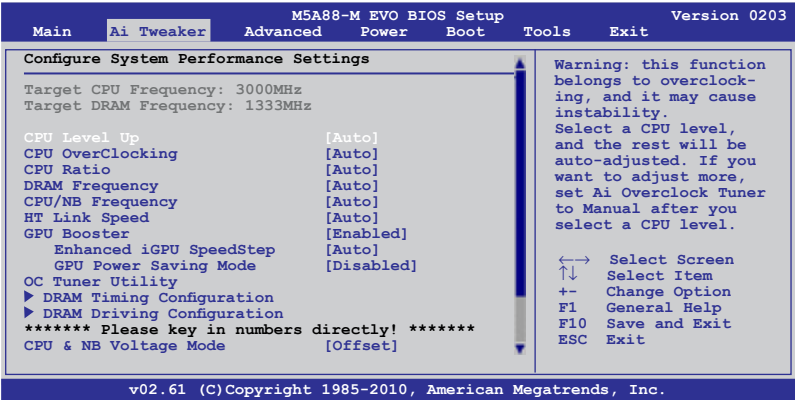 M5A88-M EVO BIOS Setup Version 0203
Main Ai Tweaker Advanced Power Boot Tools Exit
Configure System Performance Settings
Target CPU Frequency: 3000MHz
Target DRAM Frequency: 1333MHz
CPU Level Up [Auto]
CPU OverClocking [Auto]
CPU Ratio [Auto]
DRAM Frequency [Auto]
CPU/NB Frequency [Auto]
HT Link Speed [Auto]
GPU Booster [Enabled]
Enhanced iGPU SpeedStep [Auto]
GPU Power Saving Mode [Disabled]
OC Tuner Utility
DRAM Timing Configuration
DRAM Driving Configuration
******* Please key in numbers directly! *******
CPU & NB Voltage Mode [Offset]
Warning: this function
belongs to overclock-
ing, and it may cause
instability.
Select a CPU level,
and the rest will be
auto-adjusted. If you
want to adjust more,
set Ai Overclock Tuner
to Manual after you
select a CPU level.
←→ Select Screen
↑↓ Select Item
+- Change Option
F1 General Help
F10 Save and Exit
ESC Exit
v02.61 (C)Copyright 1985-2010, American Megatrends, Inc.